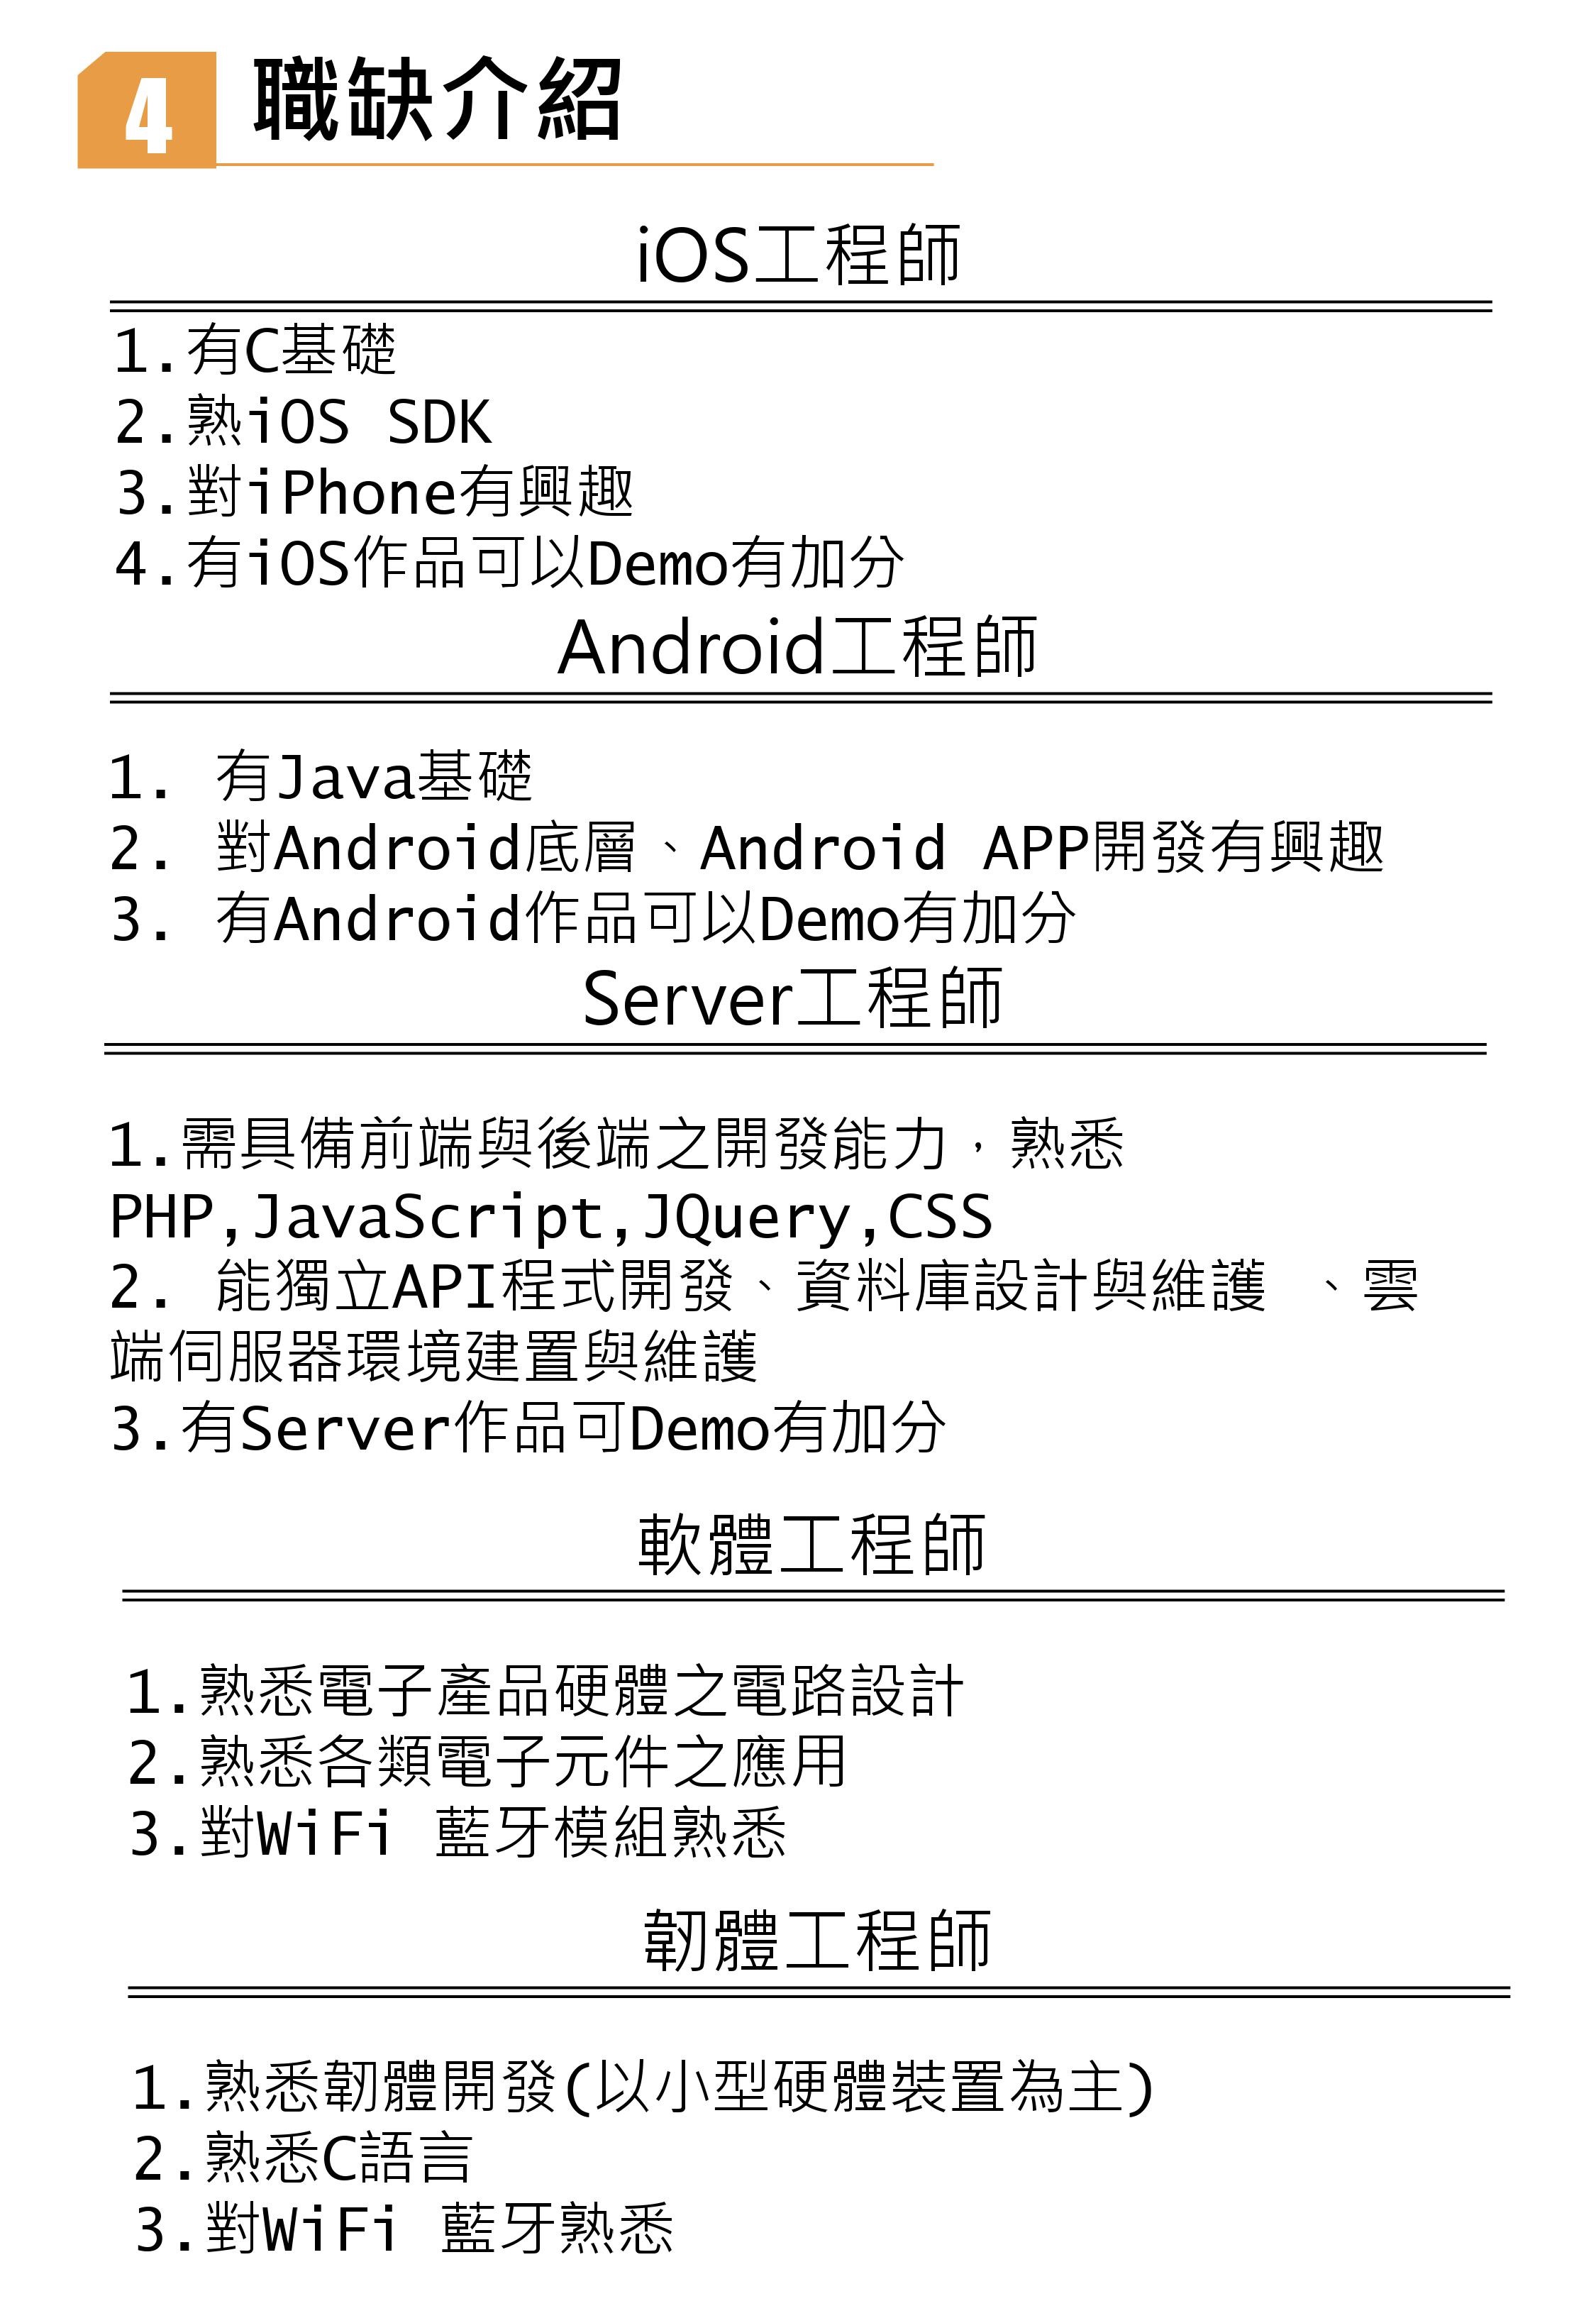 4 職缺介紹
iOS工程師
1.有C基礎
2.熟iOS SDK
3.對iPhone有興趣
4.有iOS作品可以Demo有加分
Android工程師
1. 有Java基礎
2. 對Android底層、Android APP開發有興趣
3. 有Android作品可以Demo有加分
Server工程師
1.需具備前端與後端之開發能力，熟悉
PHP,JavaScript,JQuery,CSS
2. 能獨立API程式開發、資料庫設計與維護 、雲
端伺服器環境建置與維護
3.有Server作品可Demo有加分
軟體工程師
1.熟悉電子產品硬體之電路設計
2.熟悉各類電子元件之應用
3.對WiFi 藍牙模組熟悉
韌體工程師
1.熟悉韌體開發(以小型硬體裝置為主)
2.熟悉C語言
3.對WiFi 藍牙熟悉